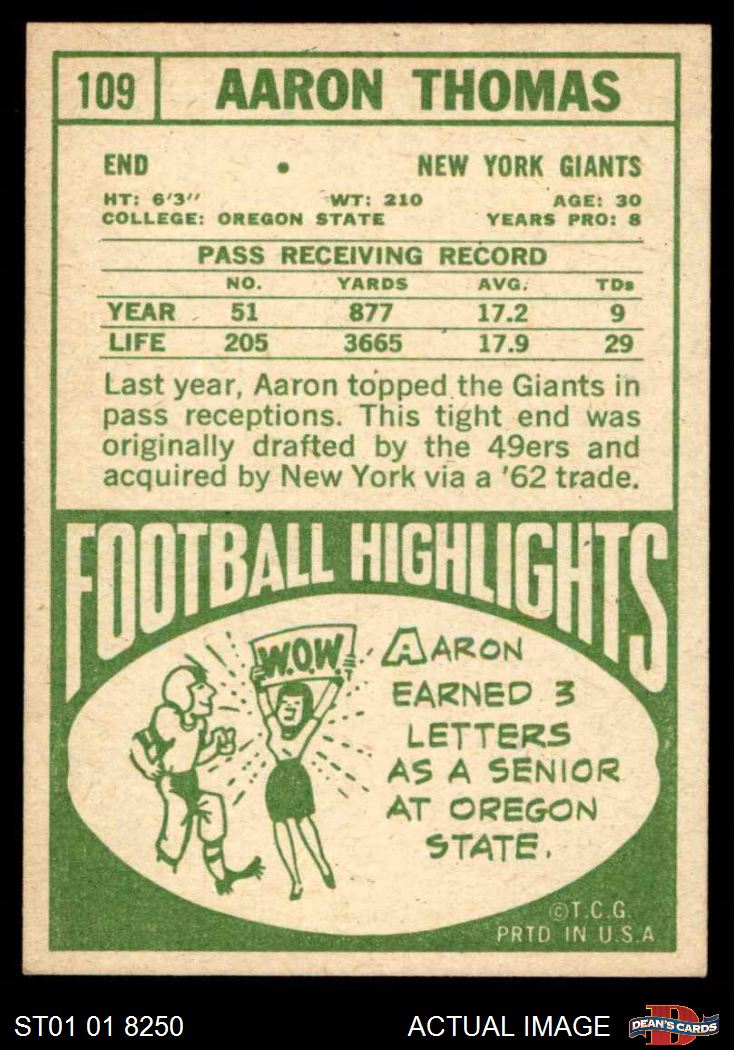 109 AARON THOMAS
END • NEW YORK GIANTS
HT: 6'3" WT: 210 AGE: 30
COLLEGE: OREGON STATE YEARS PRO: 8
PASS RECEIVING RECORD
NO. YARDS AVG. TDs
YEAR 51 877 17.2 9
LIFE 205 3665 17.9 29
Last year, Aaron topped the Giants in
pass receptions. This tight end was
originally drafted by the 49ers and
acquired by New York via a '62 trade.
FOOTBALL HIGHLIGHTS
W.O.W.
AARON
EARNED 3
LETTERS
AS A SENIOR
AT OREGON
STATE.
©T.C.G.
PRTD IN U.S.A
ST01 01 8250 ACTUAL IMAGE D DEAN'S CARDS